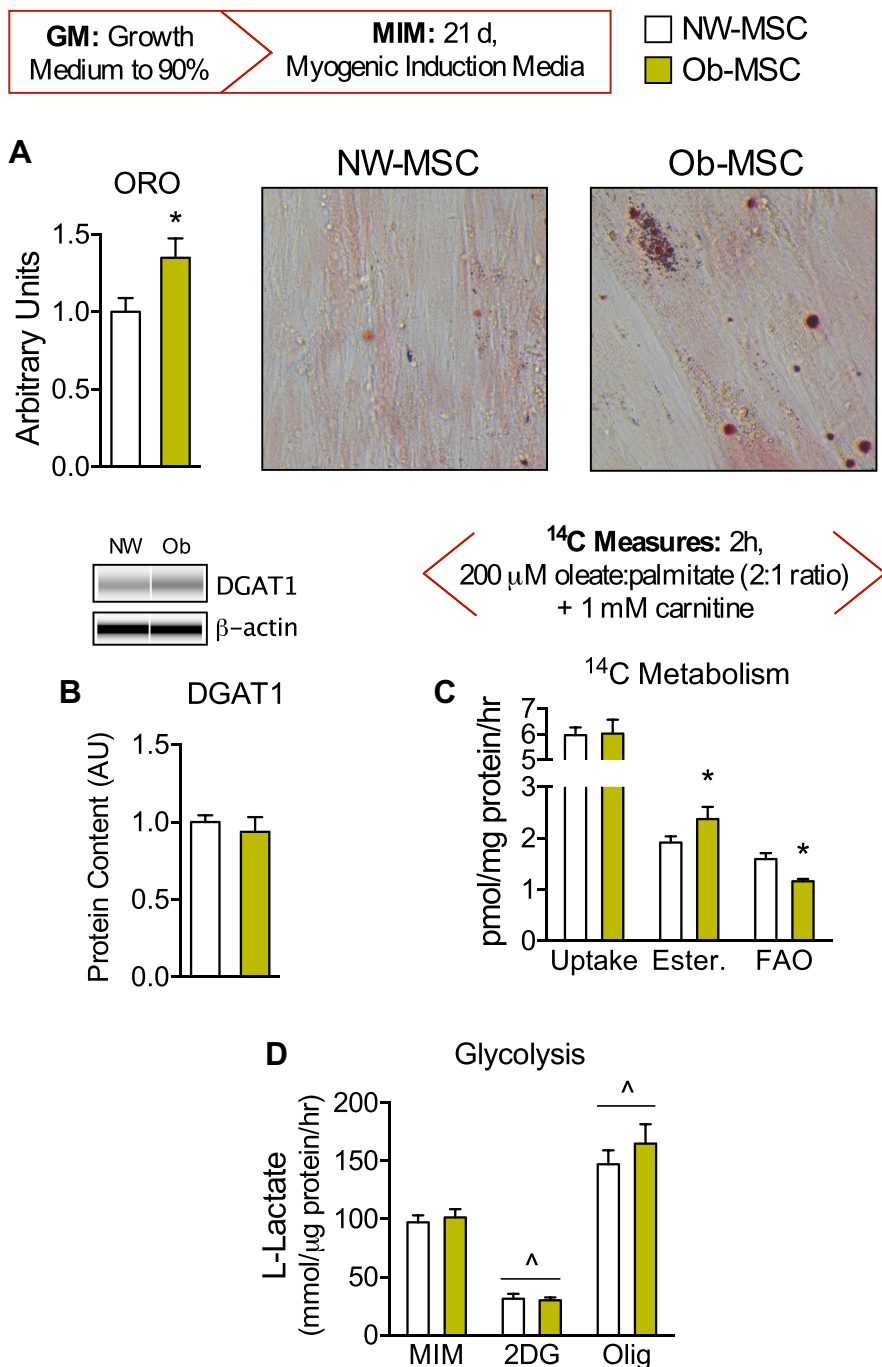 GM: Growth
Medium to 90%
MIM: 21 d,
Myogenic Induction Media
NW-MSC
Ob-MSC
A
ORO
*
1.5
1.0
0.5
0.0
Arbitrary Units
NW-MSC
Ob-MSC
NW Ob
DGAT1
β-actin
¹⁴C Measures: 2h,
200 μM oleate:palmitate (2:1 ratio)
+ 1 mM carnitine
B
DGAT1
1.5
1.0
0.5
0.0
Protein Content (AU)
C
¹⁴C Metabolism
7
6
5
3
2
1
0
pmol/mg protein/hr
*
*
Uptake Ester. FAO
D
Glycolysis
200
150
100
50
0
L-Lactate
(mmol/μg protein/hr)
^
^
MIM 2DG Olig